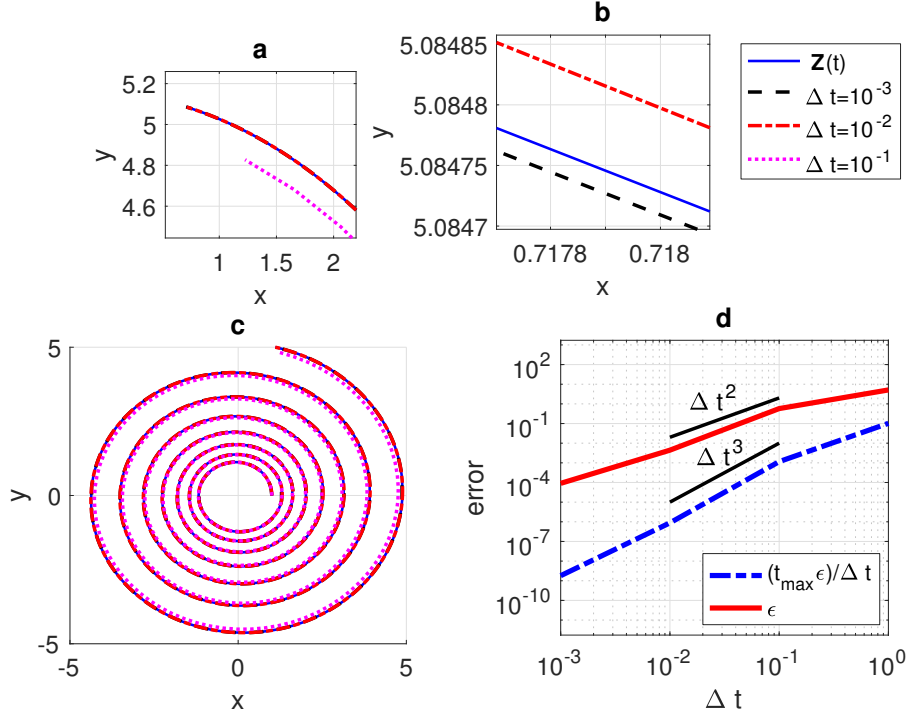 a
y
5.2
5
4.8
4.6
1
1.5
2
x
b
y
5.08485
5.0848
5.08475
5.0847
0.7178
0.718
x
Z(t)
Δ t=10⁻³
Δ t=10⁻²
Δ t=10⁻¹
c
y
5
0
-5
-5
0
5
x
d
error
10²
10⁻¹
10⁻⁴
10⁻⁷
10⁻¹⁰
Δ t²
Δ t³
(t_max ϵ)/Δ t
ϵ
10⁻³
10⁻²
10⁻¹
10⁰
Δ t